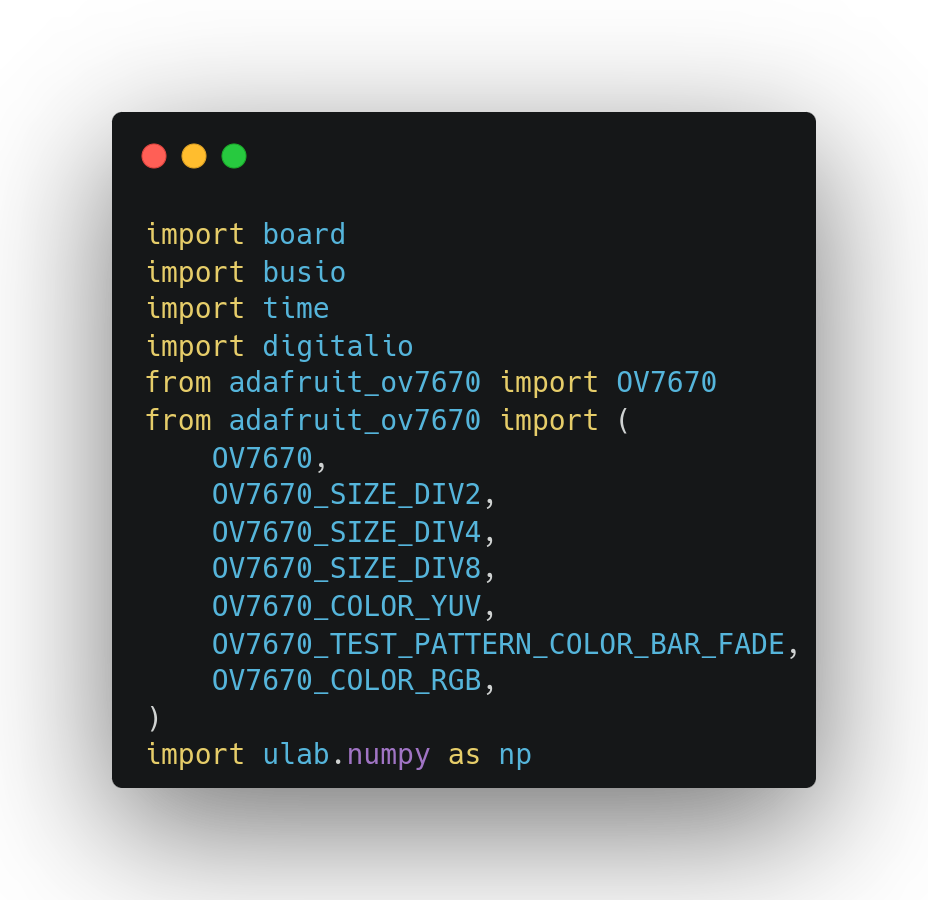 import board
import busio
import time
import digitalio
from adafruit_ov7670 import OV7670
from adafruit_ov7670 import (
    OV7670,
    OV7670_SIZE_DIV2,
    OV7670_SIZE_DIV4,
    OV7670_SIZE_DIV8,
    OV7670_COLOR_YUV,
    OV7670_TEST_PATTERN_COLOR_BAR_FADE,
    OV7670_COLOR_RGB,
)
import ulab.numpy as np